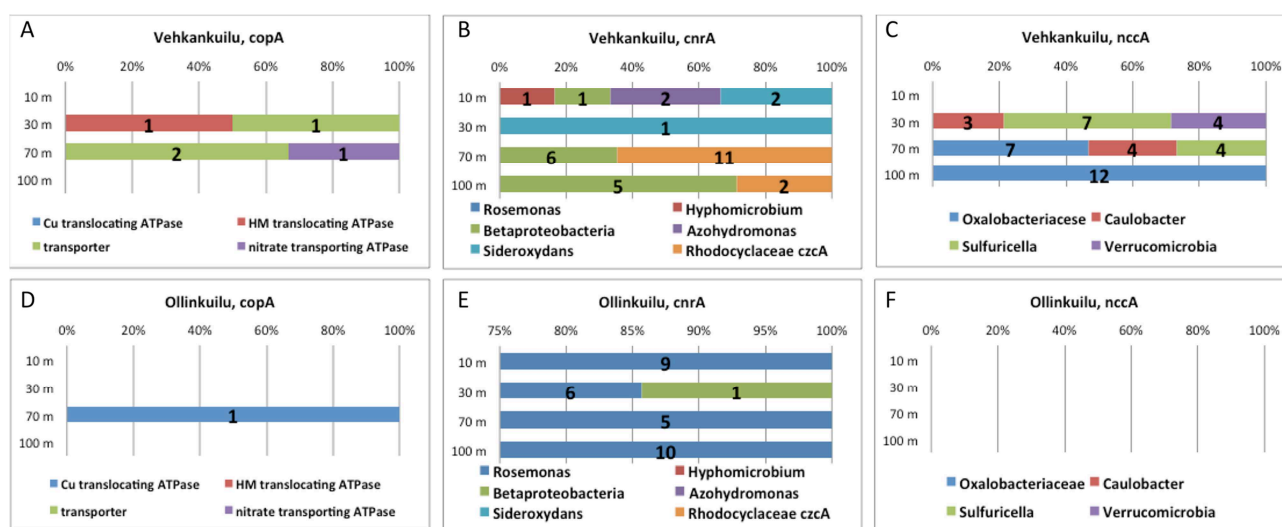 A
Vehkankuilu, copA
0% 20% 40% 60% 80% 100%
10 m
30 m 1 1
70 m 2 1
100 m
Cu translocating ATPase HM translocating ATPase
transporter nitrate transporting ATPase
B
Vehkankuilu, cnrA
0% 20% 40% 60% 80% 100%
10 m 1 1 2 2
30 m 1
70 m 6 11
100 m 5 2
Rosemonas Hyphomicrobium
Betaproteobacteria Azohydromonas
Sideroxydans Rhodocyclaceae czcA
C
Vehkankuilu, nccA
0% 20% 40% 60% 80% 100%
10 m
30 m 3 7 4
70 m 7 4 4
100 m 12
Oxalobacteriacese Caulobacter
Sulfuricella Verrucomicrobia
D
Ollinkuilu, copA
0% 20% 40% 60% 80% 100%
10 m
30 m
70 m 1
100 m
Cu translocating ATPase HM translocating ATPase
transporter nitrate transporting ATPase
E
Ollinkuilu, cnrA
75% 80% 85% 90% 95% 100%
10 m 9
30 m 6 1
70 m 5
100 m 10
Rosemonas Hyphomicrobium
Betaproteobacteria Azohydromonas
Sideroxydans Rhodocyclaceae czcA
F
Ollinkuilu, nccA
0% 20% 40% 60% 80% 100%
10 m
30 m
70 m
100 m
Oxalobacteriaceae Caulobacter
Sulfuricella Verrucomicrobia